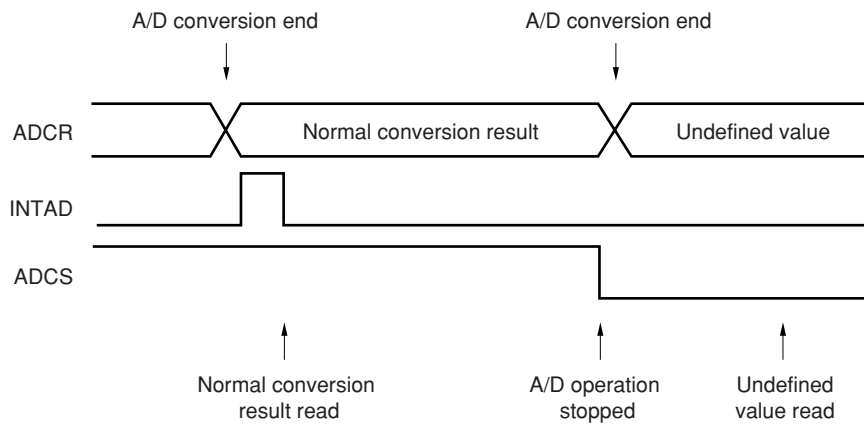 A/D conversion end
A/D conversion end
ADCR
Normal conversion result
Undefined value
INTAD
ADCS
Normal conversion
result read
A/D operation
stopped
Undefined
value read